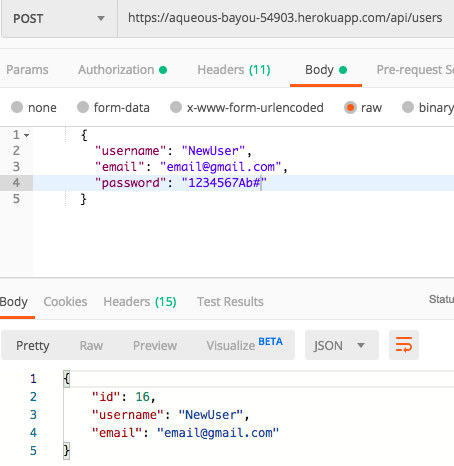 POST https://aqueous-bayou-54903.herokuapp.com/api/users
Params Authorization Headers (11) Body Pre-request S
none form-data x-www-form-urlencoded raw binary
1 {
2 "username": "NewUser",
3 "email": "email@gmail.com",
4 "password": "1234567Ab#"
5 }
Body Cookies Headers (15) Test Results Statu
Pretty Raw Preview Visualize BETA JSON
1 {
2 "id": 16,
3 "username": "NewUser",
4 "email": "email@gmail.com"
5 }